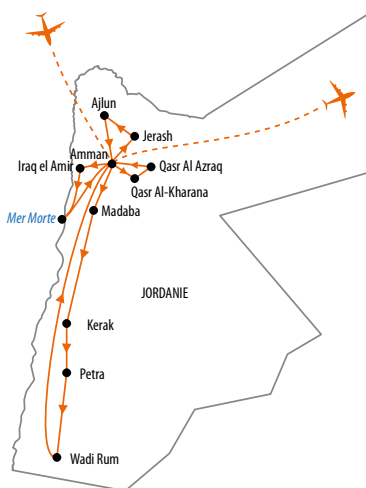 Ajlun
Jerash
Amman
Iraq el Amir
Qasr Al Azraq
Qasr Al-Kharana
Mer Morte
Madaba
JORDANIE
Kerak
Petra
Wadi Rum